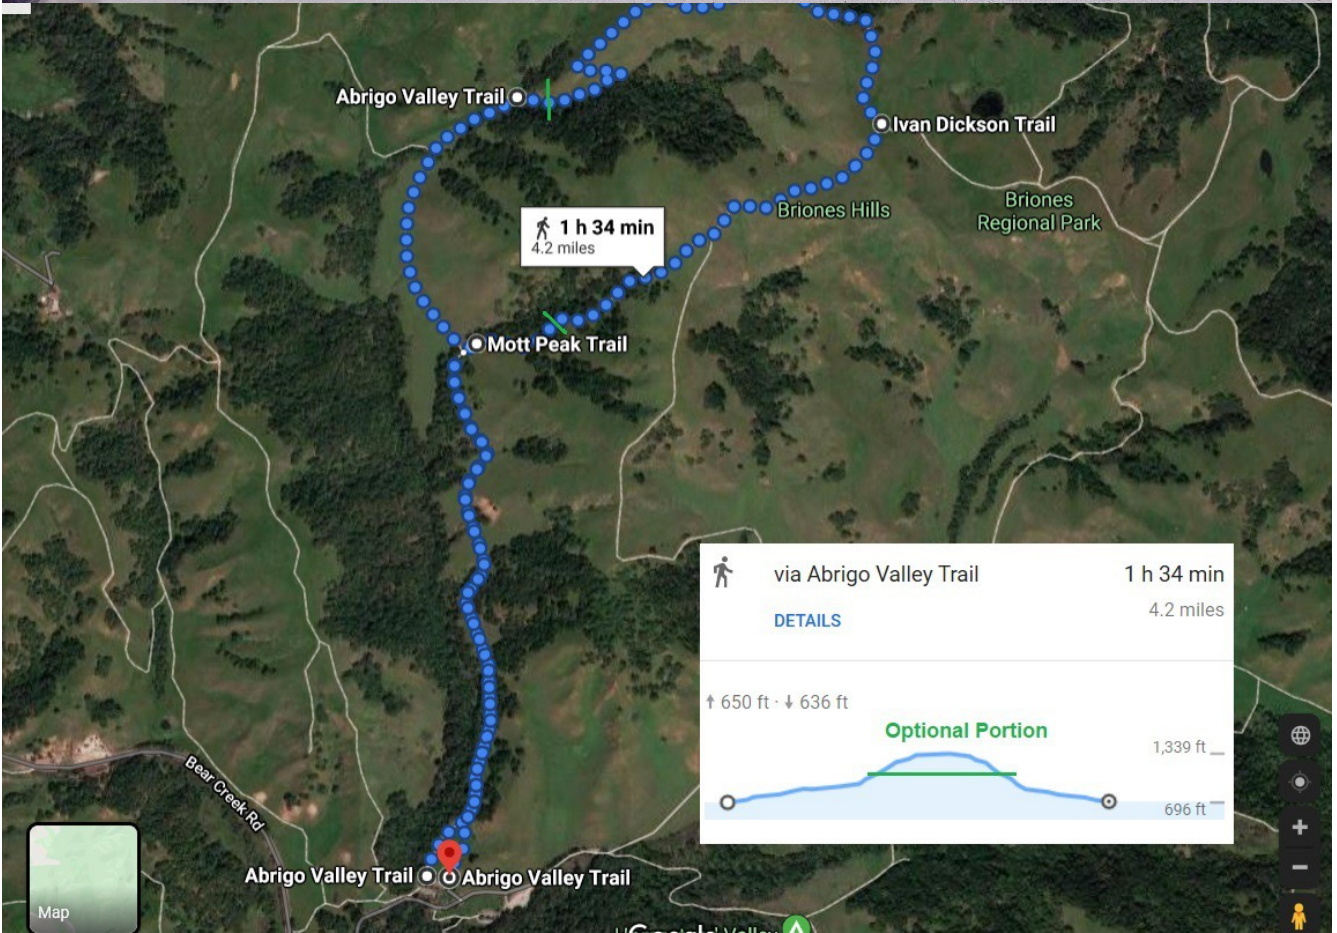 Abrigo Valley Trail
Ivan Dickson Trail
Briones
Regional Park
Briones Hills
1 h 34 min
4.2 miles
Mott Peak Trail
via Abrigo Valley Trail
1 h 34 min
4.2 miles
DETAILS
650 ft · 636 ft
Optional Portion
1,339 ft
696 ft
Bear Creek Rd
Abrigo Valley Trail
Abrigo Valley Trail
Map
Valley